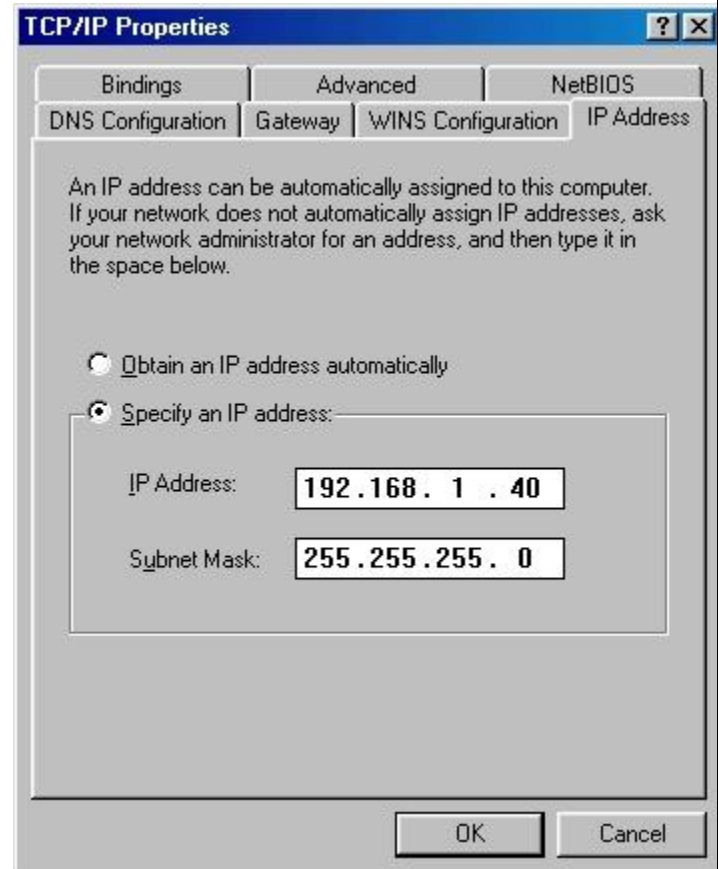 TCP/IP Properties
Bindings Advanced NetBIOS
DNS Configuration Gateway WINS Configuration IP Address
An IP address can be automatically assigned to this computer.
If your network does not automatically assign IP addresses, ask
your network administrator for an address, and then type it in
the space below.
Obtain an IP address automatically
Specify an IP address:
IP Address: 192.168. 1 . 40
Subnet Mask: 255.255.255. 0
OK Cancel